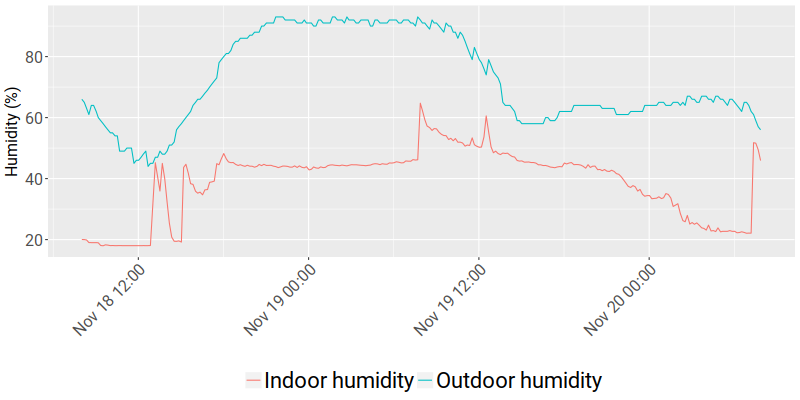 Humidity (%)
80
60
40
20
Nov 18 12:00
Nov 19 00:00
Nov 19 12:00
Nov 20 00:00
Indoor humidity
Outdoor humidity